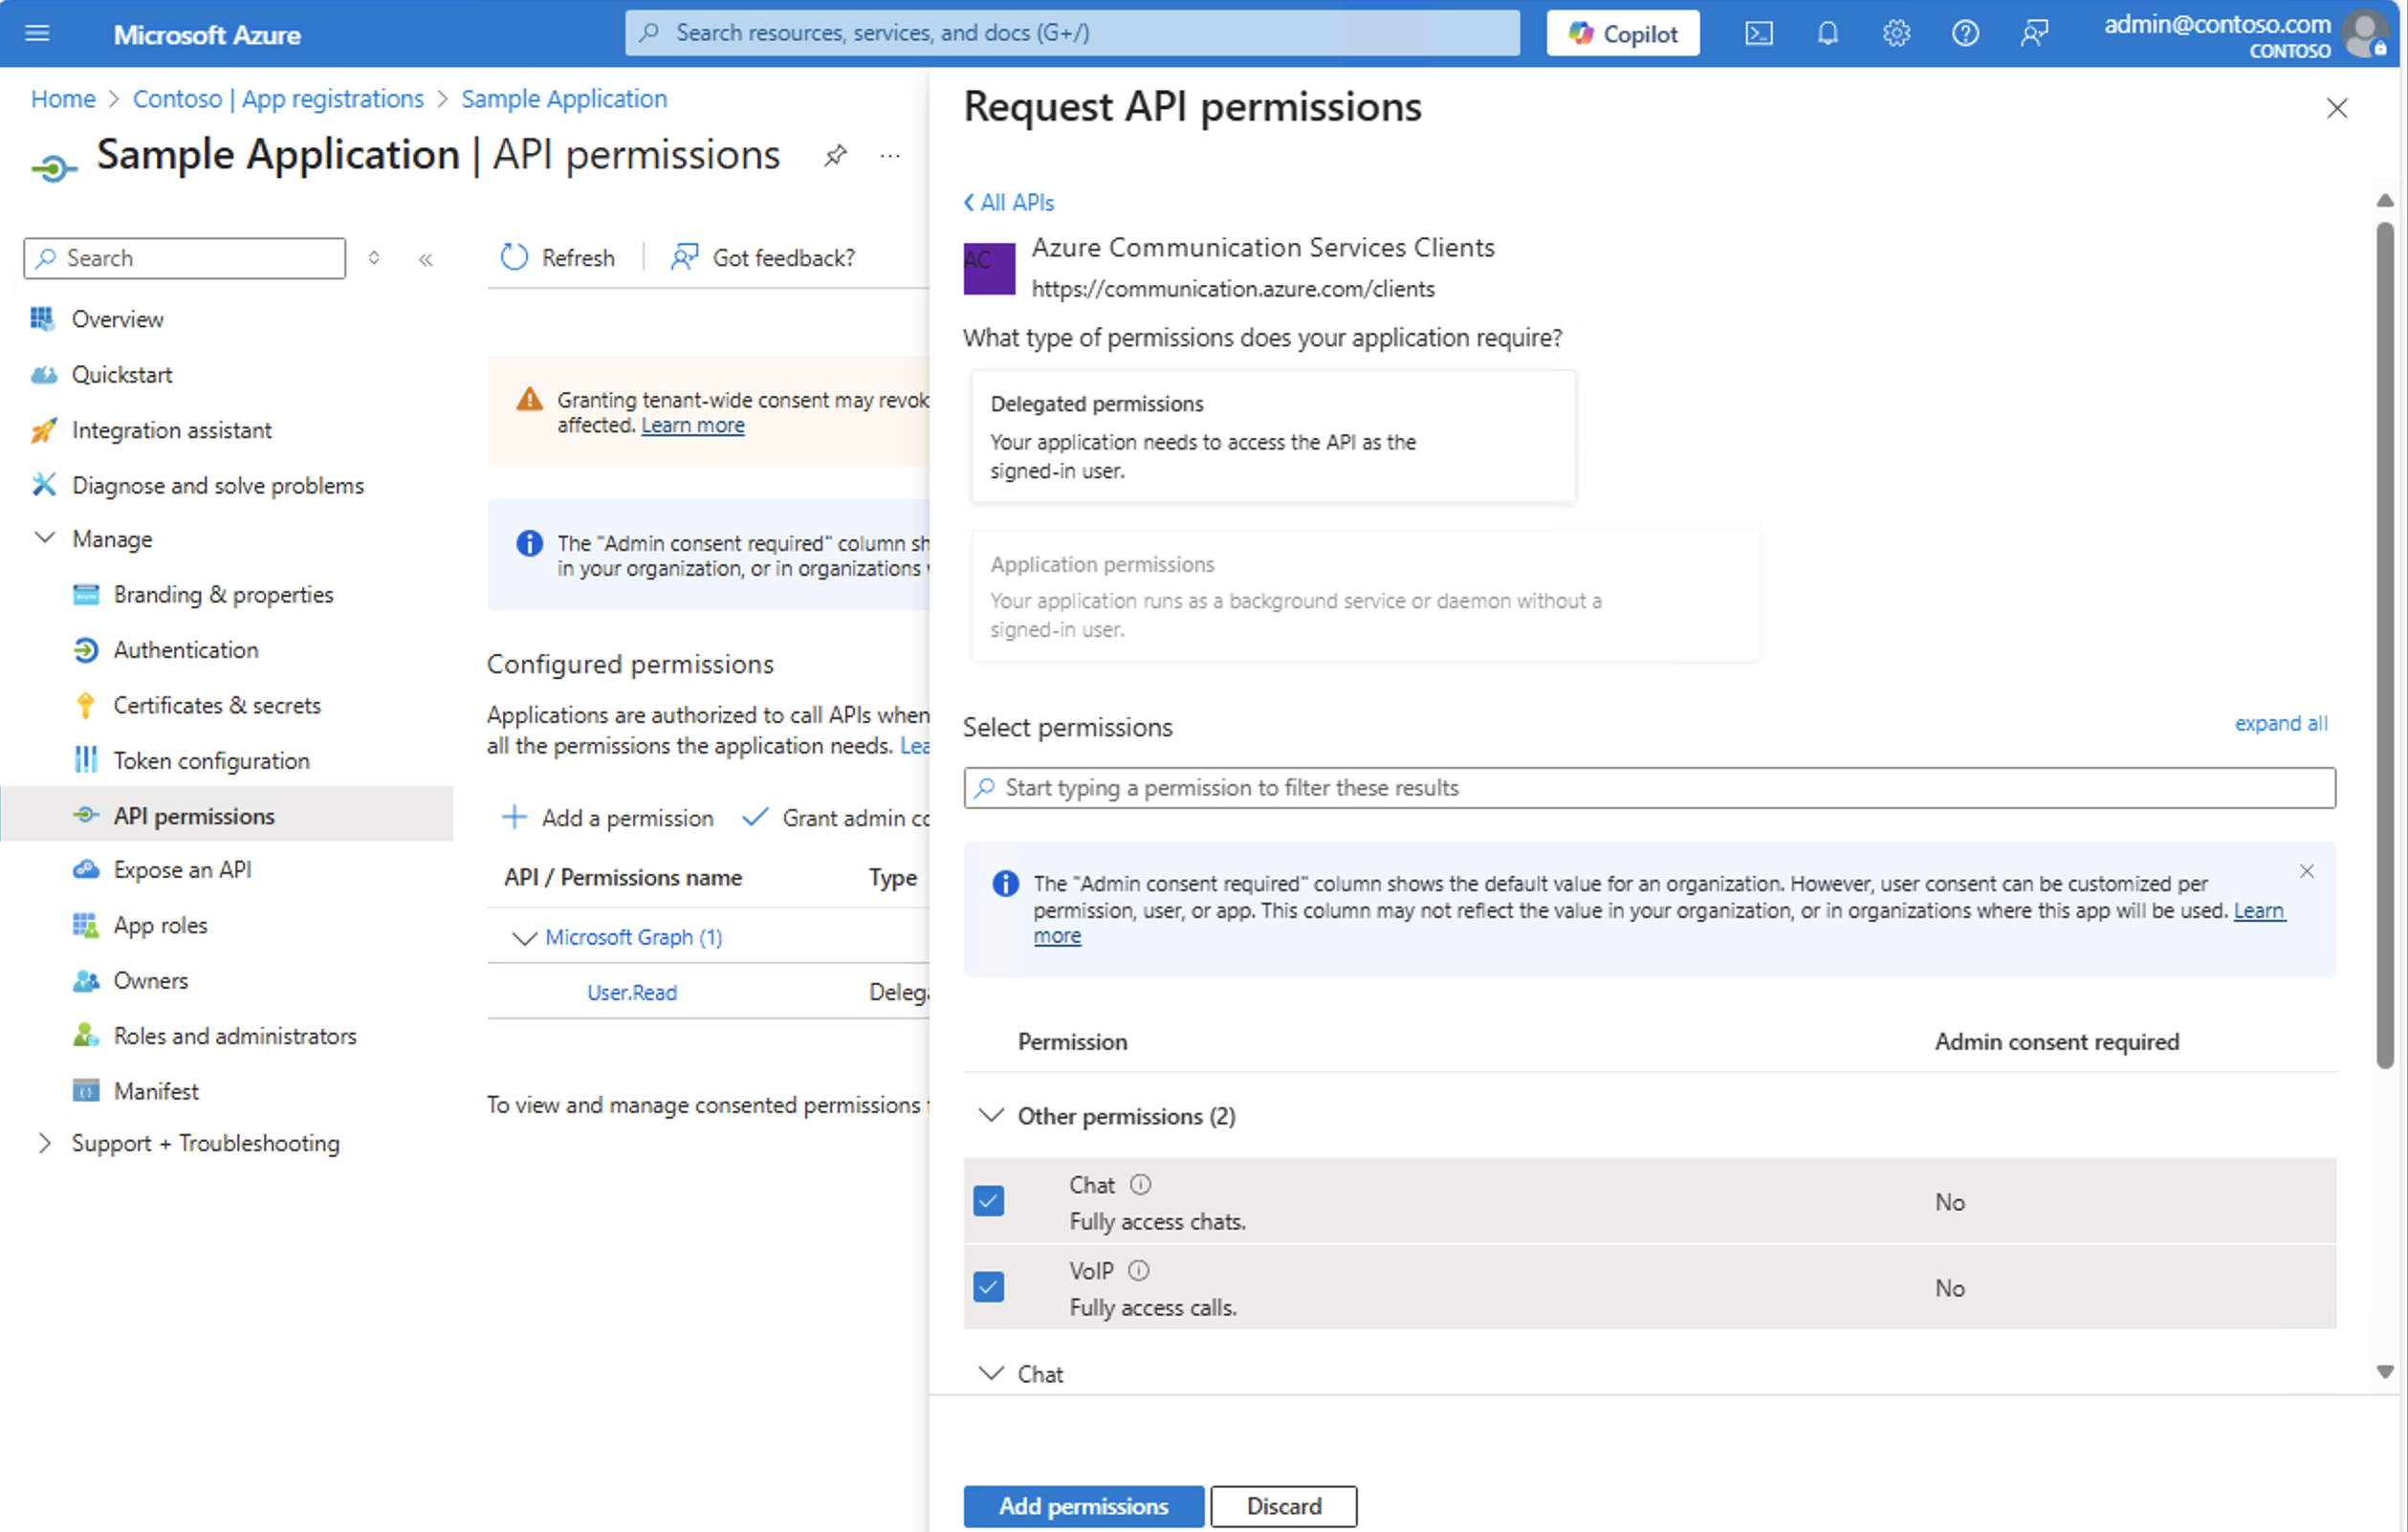 Microsoft Azure
Search resources, services, and docs (G+/)
Copilot
admin@contoso.com
CONTOSO
Home > Contoso | App registrations > Sample Application
Sample Application | API permissions
Search
Overview
Quickstart
Integration assistant
Diagnose and solve problems
Manage
Branding & properties
Authentication
Certificates & secrets
Token configuration
API permissions
Expose an API
App roles
Owners
Roles and administrators
Manifest
Support + Troubleshooting
Refresh
Got feedback?
Granting tenant-wide consent may revok
affected. Learn more
The "Admin consent required" column sh
in your organization, or in organizations
Configured permissions
Applications are authorized to call APIs when
all the permissions the application needs. Lea
Add a permission
Grant admin co
API / Permissions name
Type
Microsoft Graph (1)
User.Read
Delega
To view and manage consented permissions
Request API permissions
All APIs
AC
Azure Communication Services Clients
https://communication.azure.com/clients
What type of permissions does your application require?
Delegated permissions
Your application needs to access the API as the
signed-in user.
Application permissions
Your application runs as a background service or daemon without a
signed-in user.
Select permissions
expand all
Start typing a permission to filter these results
The "Admin consent required" column shows the default value for an organization. However, user consent can be customized per
permission, user, or app. This column may not reflect the value in your organization, or in organizations where this app will be used. Learn
more
Permission
Admin consent required
Other permissions (2)
Chat
Fully access chats.
No
VoIP
Fully access calls.
No
Chat
Add permissions
Discard